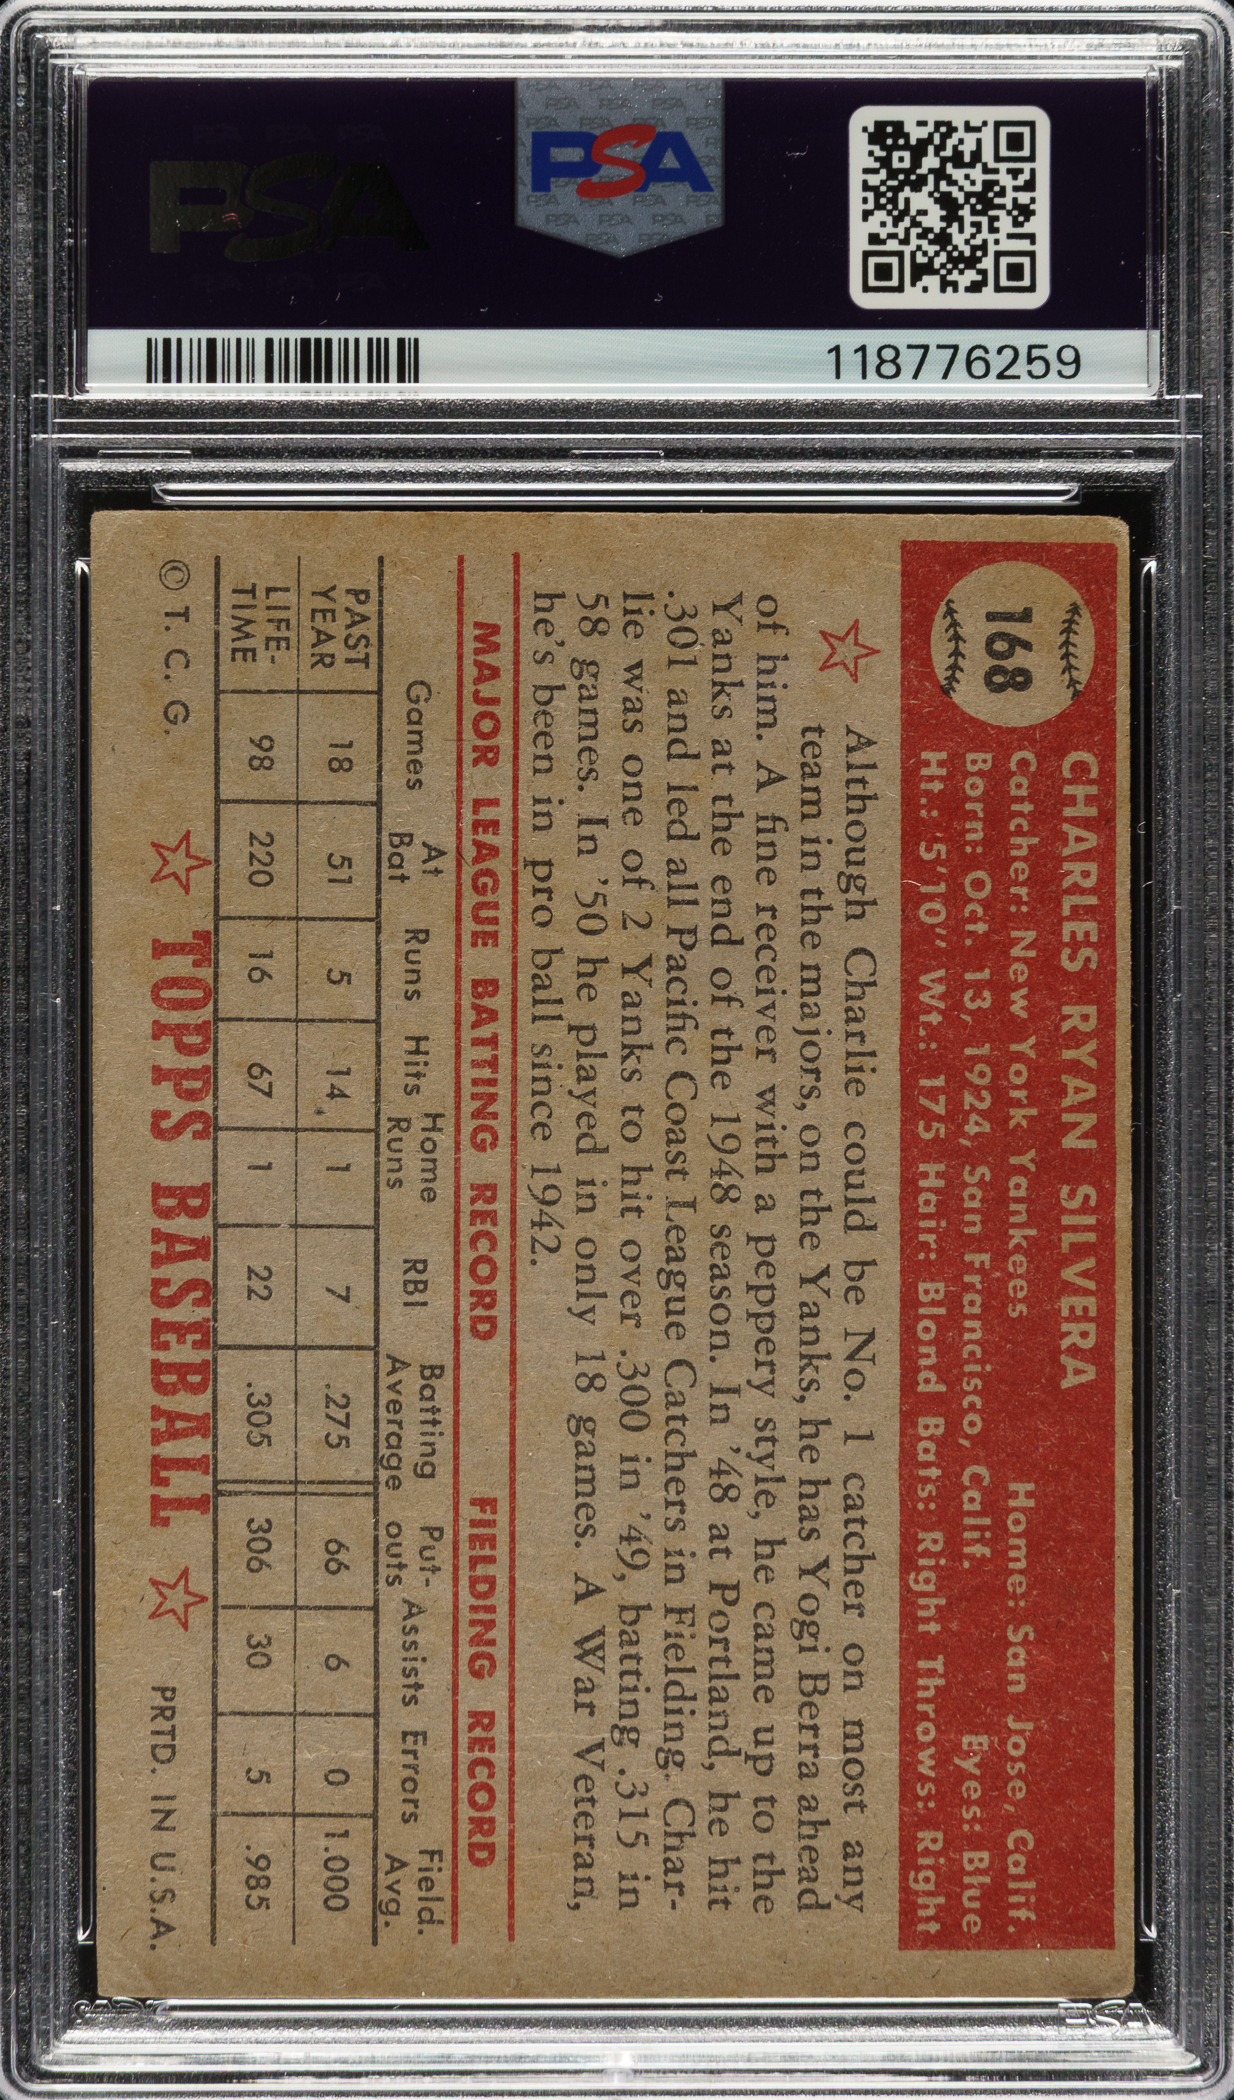 PSA
PSA
118776259
168
CHARLES RYAN SILVERA
Catcher: New York Yankees Home: San Jose, Calif.
Born: Oct. 13, 1924, San Francisco, Calif. Eyes: Blue
Ht.: 5'10" Wt.: 175 Hair: Blond Bats: Right Throws: Right
Although Charlie could be No. 1 catcher on most any
team in the majors, on the Yanks, he has Yogi Berra ahead
of him. A fine receiver with a peppery style, he came up to the
Yanks at the end of the 1948 season. In '48 at Portland, he hit
.301 and led all Pacific Coast League Catchers in Fielding. Char-
lie was one of 2 Yanks to hit over .300 in '49, batting .315 in
58 games. In '50 he played in only 18 games. A War Veteran,
he's been in pro ball since 1942.
MAJOR LEAGUE BATTING RECORD FIELDING RECORD
Games At Bat Runs Hits Home Runs RBI Batting Average Put-outs Assists Errors Field. Avg.
PAST YEAR 18 51 5 14 1 7 .275 66 6 0 1.000
LIFE-TIME 98 220 16 67 1 22 .305 306 30 5 .985
© T. C. G. TOPPS BASEBALL PRTD. IN U.S.A.
PSA